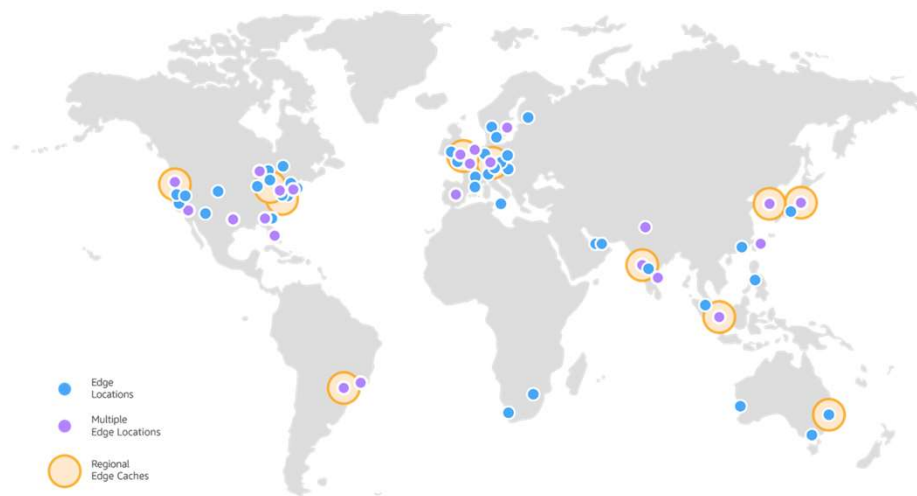 Edge
Locations
Multiple
Edge Locations
Regional
Edge Caches